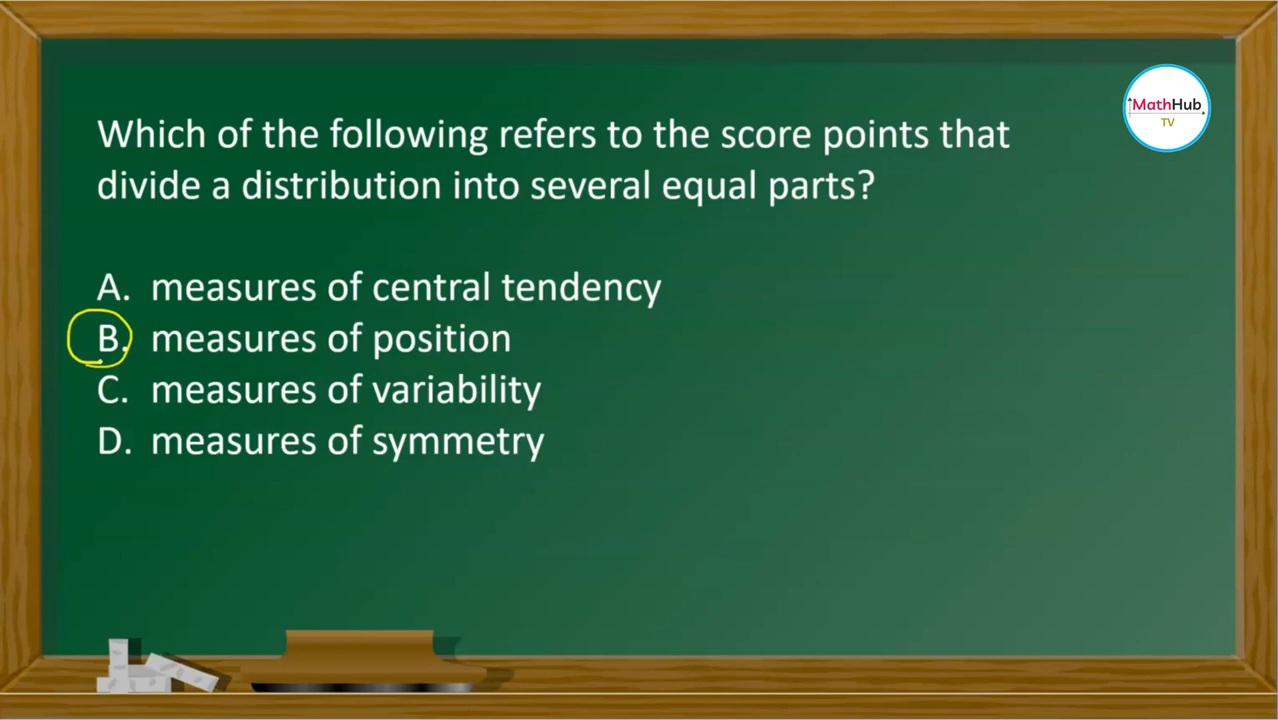 MathHub
TV
Which of the following refers to the score points that
divide a distribution into several equal parts?
A. measures of central tendency
B. measures of position
C. measures of variability
D. measures of symmetry